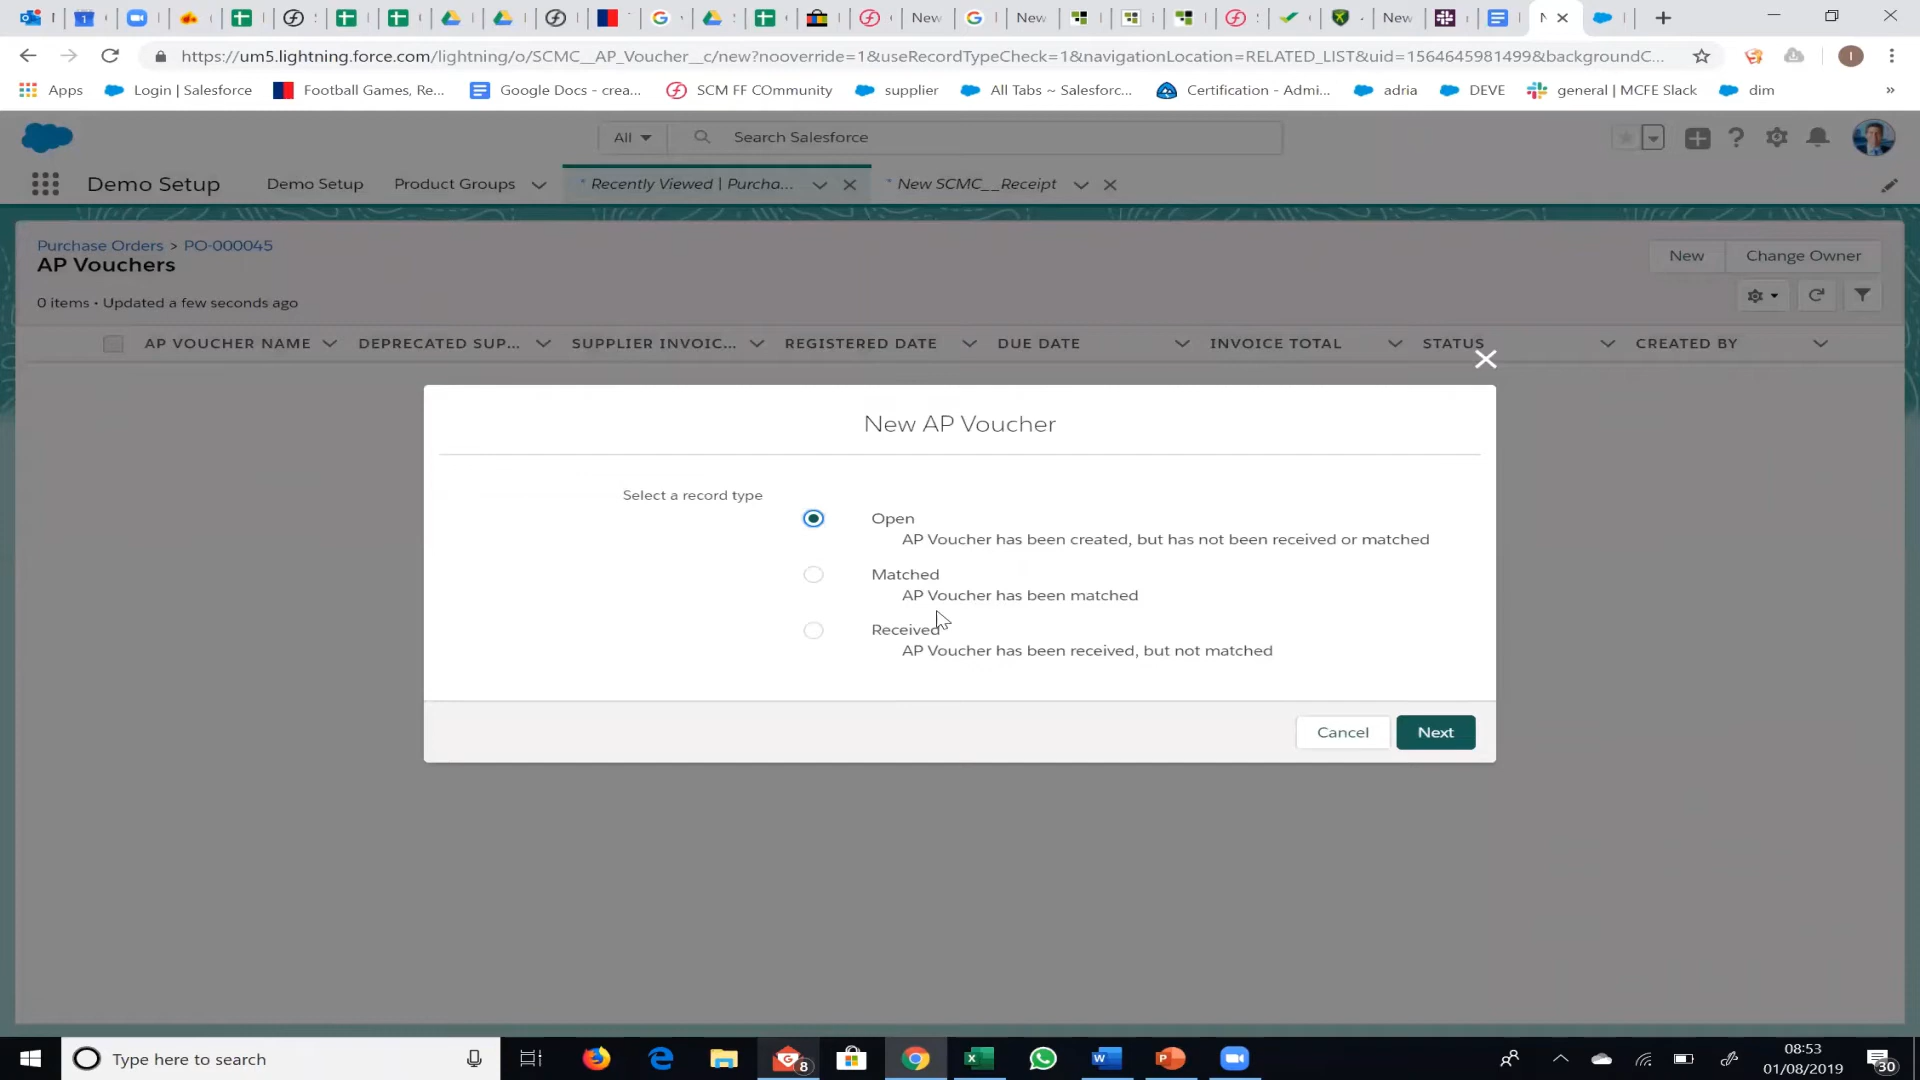 New
New
New
https://um5.lightning.force.com/lightning/o/SCMC__AP_Voucher__c/new?nooverride=1&useRecordTypeCheck=1&navigationLocation=RELATED_LIST&uid=1564645981499&backgroundC...
Apps
Login | Salesforce
Football Games, Re...
Google Docs - crea...
SCM FF COmmunity
supplier
All Tabs ~ Salesforc...
Certification - Admi...
adria
DEVE
general | MCFE Slack
dim
»
All
Search Salesforce
Demo Setup
Demo Setup
Product Groups
* Recently Viewed | Purcha...
* New SCMC__Receipt
Purchase Orders > PO-000045
AP Vouchers
New
Change Owner
0 items • Updated a few seconds ago
AP VOUCHER NAME
DEPRECATED SUP...
SUPPLIER INVOIC...
REGISTERED DATE
DUE DATE
INVOICE TOTAL
STATUS
CREATED BY
New AP Voucher
Select a record type
Open
AP Voucher has been created, but has not been received or matched
Matched
AP Voucher has been matched
Received
AP Voucher has been received, but not matched
Cancel
Next
Type here to search
8
08:53
01/08/2019
30